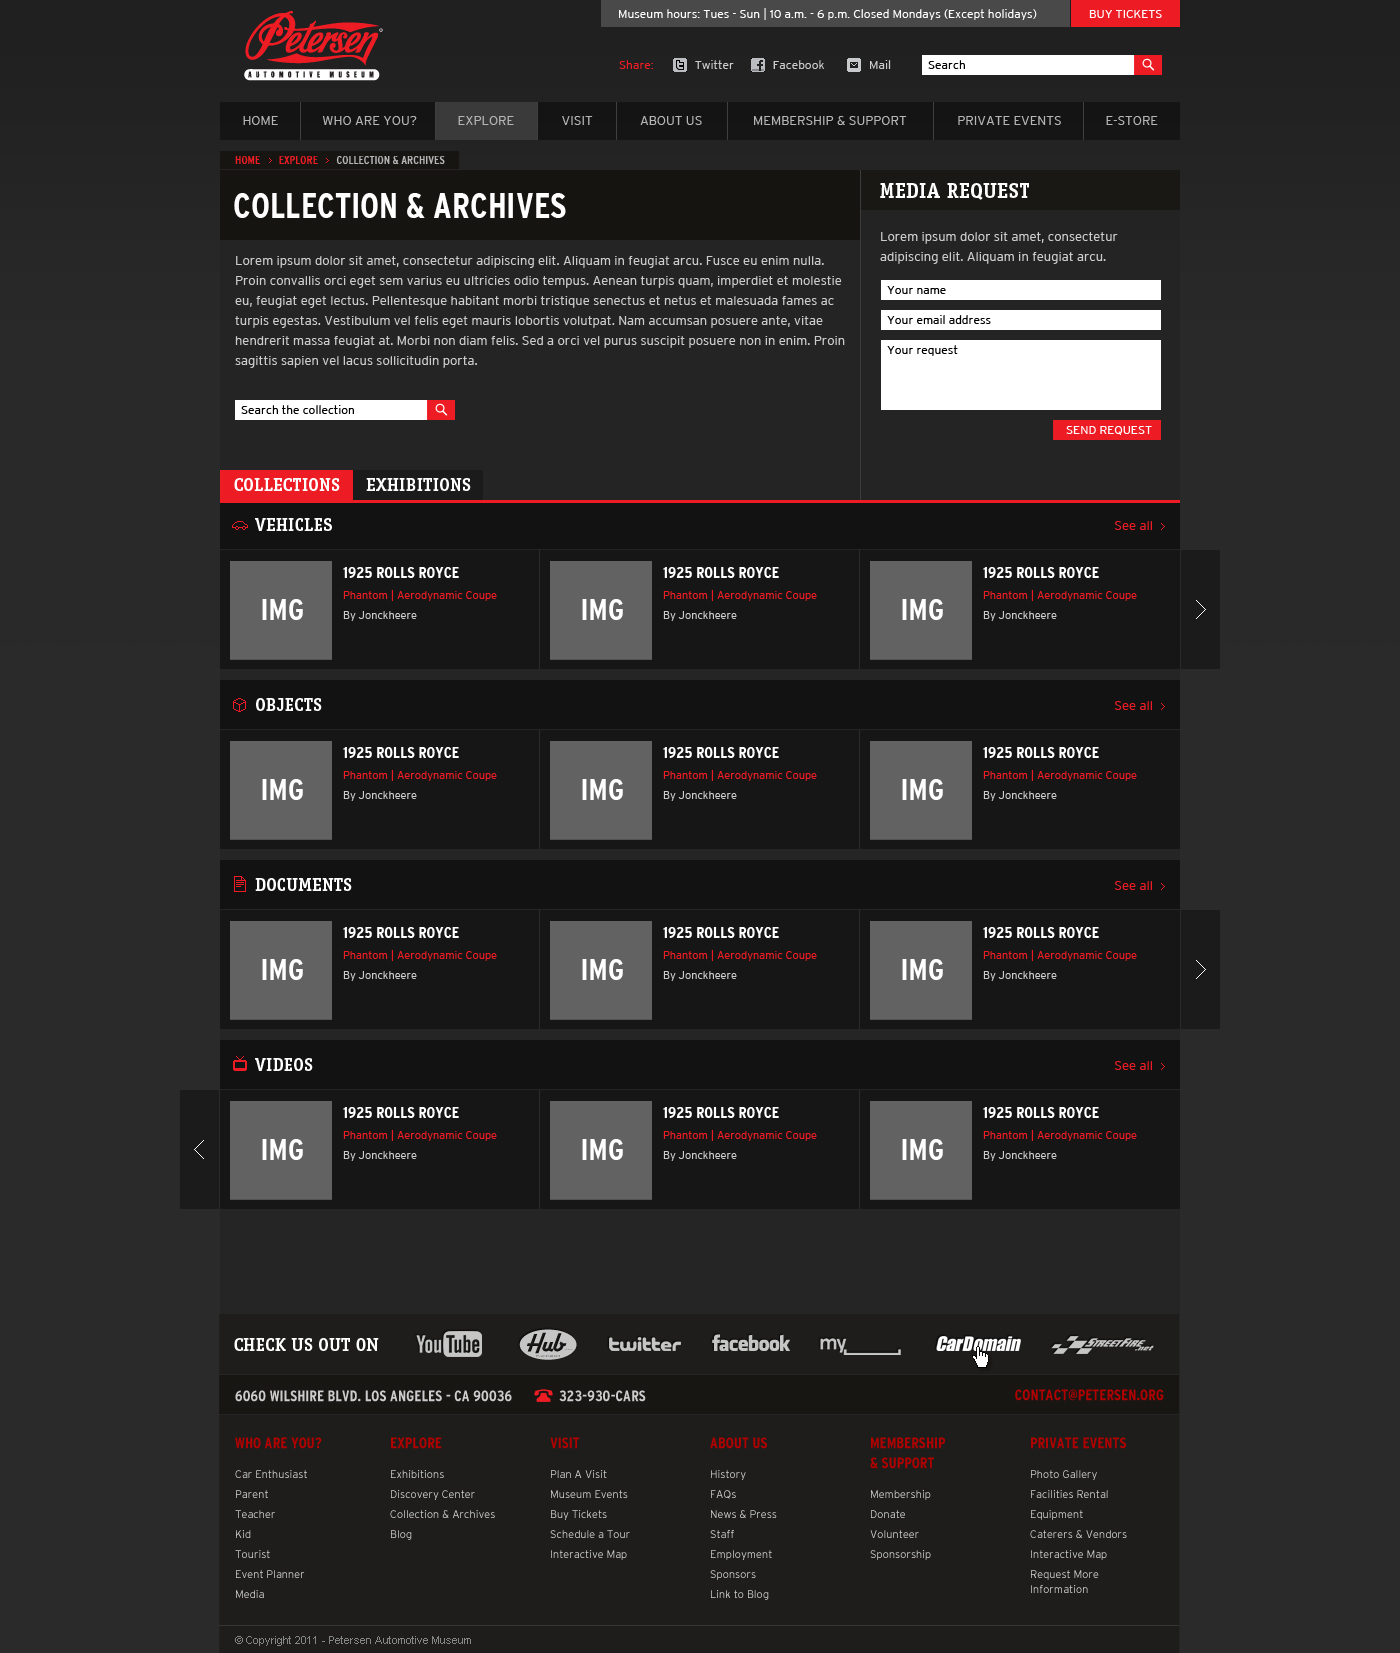 Petersen
AUTOMOTIVE MUSEUM
Museum hours: Tues - Sun | 10 a.m. - 6 p.m. Closed Mondays (Except holidays)
BUY TICKETS
Share:
Twitter
Facebook
Mail
Search
HOME
WHO ARE YOU?
EXPLORE
VISIT
ABOUT US
MEMBERSHIP & SUPPORT
PRIVATE EVENTS
E-STORE
HOME > EXPLORE > COLLECTION & ARCHIVES
COLLECTION & ARCHIVES
Lorem ipsum dolor sit amet, consectetur adipiscing elit. Aliquam in feugiat arcu. Fusce eu enim nulla.
Proin convallis orci eget sem varius eu ultricies odio tempus. Aenean turpis quam, imperdiet et molestie
eu, feugiat eget lectus. Pellentesque habitant morbi tristique senectus et netus et malesuada fames ac
turpis egestas. Vestibulum vel felis eget mauris lobortis volutpat. Nam accumsan posuere ante, vitae
hendrerit massa feugiat at. Morbi non diam felis. Sed a orci vel purus suscipit posuere non in enim. Proin
sagittis sapien vel lacus sollicitudin porta.
Search the collection
MEDIA REQUEST
Lorem ipsum dolor sit amet, consectetur
adipiscing elit. Aliquam in feugiat arcu.
Your name
Your email address
Your request
SEND REQUEST
COLLECTIONS
EXHIBITIONS
VEHICLES
See all >
IMG
1925 ROLLS ROYCE
Phantom | Aerodynamic Coupe
By Jonckheere
IMG
1925 ROLLS ROYCE
Phantom | Aerodynamic Coupe
By Jonckheere
IMG
1925 ROLLS ROYCE
Phantom | Aerodynamic Coupe
By Jonckheere
OBJECTS
See all >
IMG
1925 ROLLS ROYCE
Phantom | Aerodynamic Coupe
By Jonckheere
IMG
1925 ROLLS ROYCE
Phantom | Aerodynamic Coupe
By Jonckheere
IMG
1925 ROLLS ROYCE
Phantom | Aerodynamic Coupe
By Jonckheere
DOCUMENTS
See all >
IMG
1925 ROLLS ROYCE
Phantom | Aerodynamic Coupe
By Jonckheere
IMG
1925 ROLLS ROYCE
Phantom | Aerodynamic Coupe
By Jonckheere
IMG
1925 ROLLS ROYCE
Phantom | Aerodynamic Coupe
By Jonckheere
VIDEOS
See all >
IMG
1925 ROLLS ROYCE
Phantom | Aerodynamic Coupe
By Jonckheere
IMG
1925 ROLLS ROYCE
Phantom | Aerodynamic Coupe
By Jonckheere
IMG
1925 ROLLS ROYCE
Phantom | Aerodynamic Coupe
By Jonckheere
CHECK US OUT ON
YouTube
Hub
twitter
facebook
my
CarDomain
STREETFIRE.net
6060 WILSHIRE BLVD. LOS ANGELES - CA 90036
323-930-CARS
CONTACT@PETERSEN.ORG
WHO ARE YOU?
Car Enthusiast
Parent
Teacher
Kid
Tourist
Event Planner
Media
EXPLORE
Exhibitions
Discovery Center
Collection & Archives
Blog
VISIT
Plan A Visit
Museum Events
Buy Tickets
Schedule a Tour
Interactive Map
ABOUT US
History
FAQs
News & Press
Staff
Employment
Sponsors
Link to Blog
MEMBERSHIP
& SUPPORT
Membership
Donate
Volunteer
Sponsorship
PRIVATE EVENTS
Photo Gallery
Facilities Rental
Equipment
Caterers & Vendors
Interactive Map
Request More
Information
© Copyright 2011 - Petersen Automotive Museum